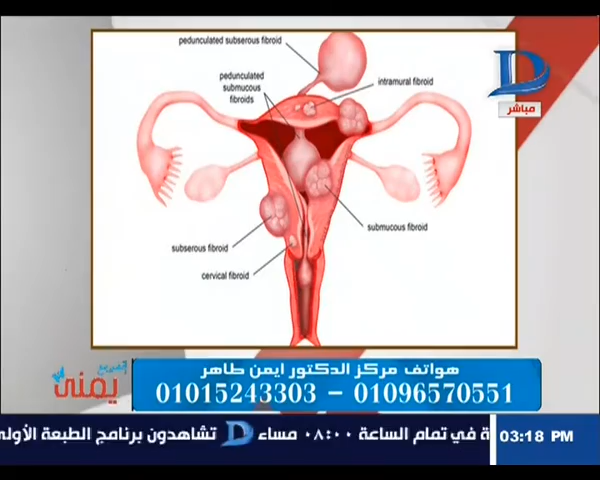 pedunculated subserous fibroid
pedunculated
submucous
fibroids
intramural fibroid
مباشر
submucous fibroid
subserous fibroid
cervical fibroid
هواتف مركز الدكتور ايمن طاهر
01015243303 – 01096570551
يمنى
ة في تمام الساعة ٠٨:٠٠ مساء D تشاهدون برنامج الطبعة الأولى
03:18 PM